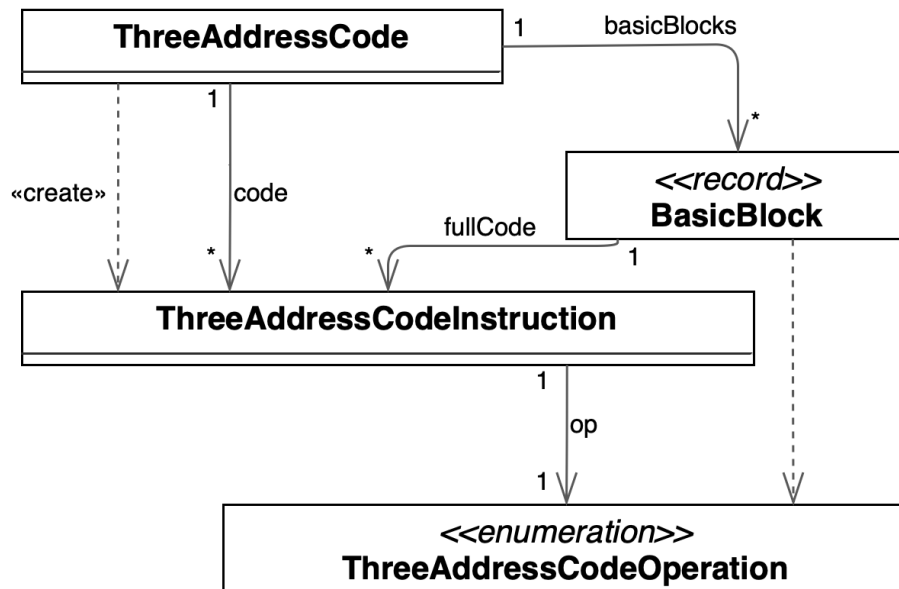 ThreeAddressCode
1
basicBlocks
*
1
«create»
code
*
<<record>>
BasicBlock
fullCode
1
*
ThreeAddressCodeInstruction
1
op
1
<<enumeration>>
ThreeAddressCodeOperation